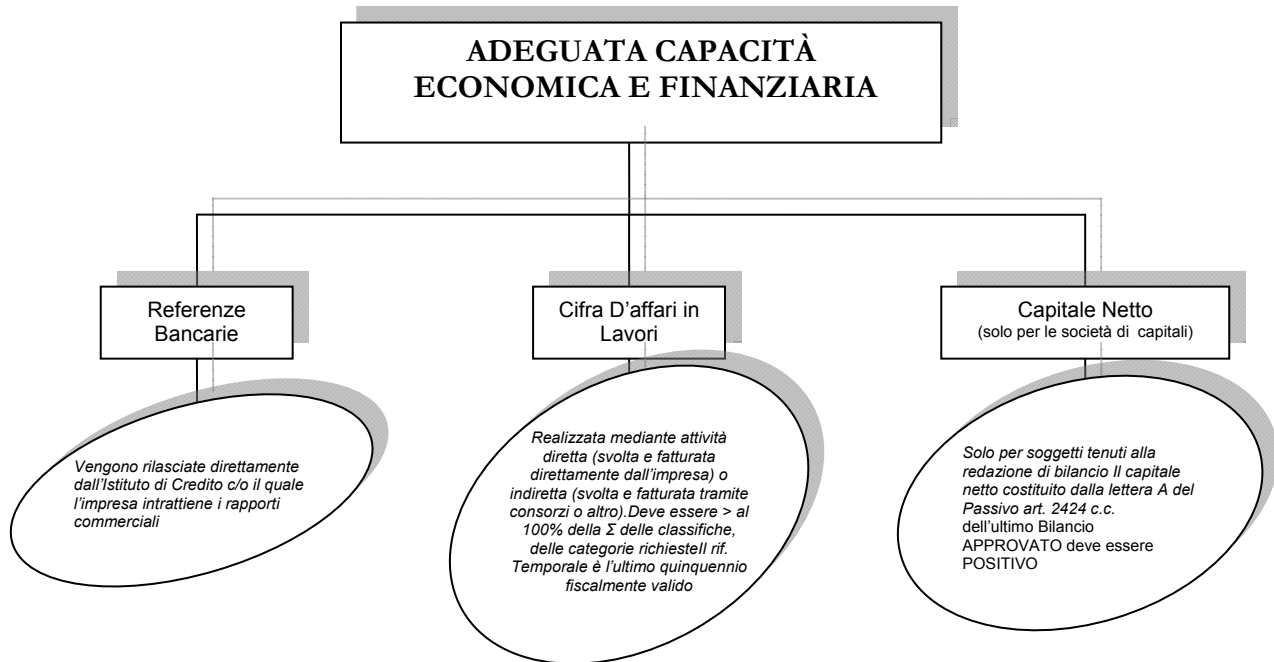 ADEGUATA CAPACITÀ
ECONOMICA E FINANZIARIA
Referenze
Bancarie
Cifra D'affari in
Lavori
Capitale Netto
(solo per le società di capitali)
Vengono rilasciate direttamente
dall'Istituto di Credito c/o il quale
l'impresa intrattiene i rapporti
commerciali
Realizzata mediante attività
diretta (svolta e fatturata
direttamente dall'impresa) o
indiretta (svolta e fatturata tramite
consorzi o altro).Deve essere > al
100% della Σ delle classifiche,
delle categorie richiesteIl rif.
Temporale è l'ultimo quinquennio
fiscalmente valido
Solo per soggetti tenuti alla
redazione di bilancio Il capitale
netto costituito dalla lettera A del
Passivo art. 2424 c.c.
dell'ultimo Bilancio
APPROVATO deve essere
POSITIVO